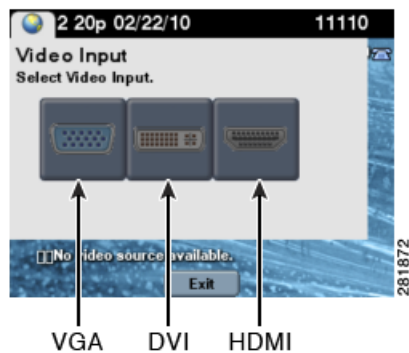 2 20p 02/22/10 11110
Video Input
Select Video Input.
No video source available.
Exit
281872
VGA DVI HDMI